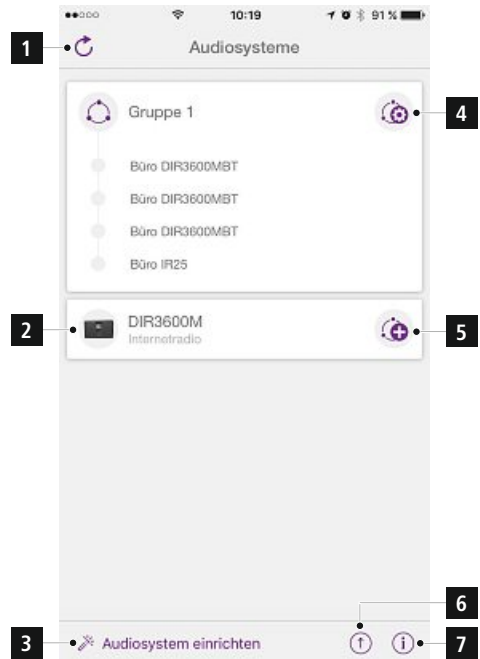 10:19 91 %
1 Audiosysteme
Gruppe 1 4
Büro DIR3600MBT
Büro DIR3600MBT
Büro DIR3600MBT
Büro IR25
2 DIR3600M 5
Internetradio
6
3 Audiosystem einrichten i 7